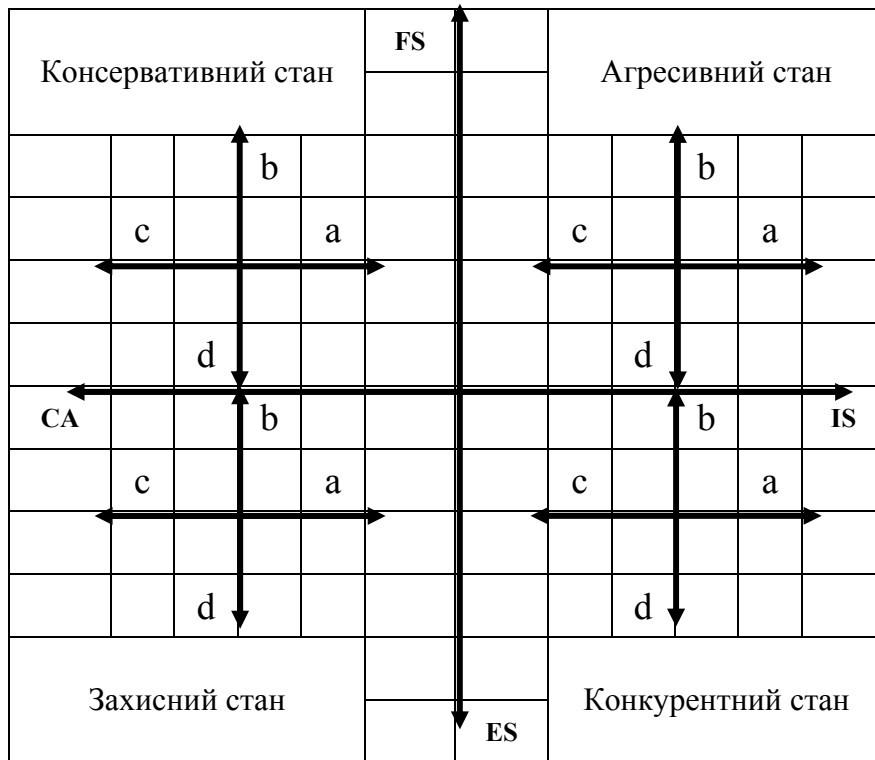 FS
Консервативний стан
Агресивний стан
b
b
c
a
c
a
d
d
CA
b
b
IS
c
a
c
a
d
d
Захисний стан
Конкурентний стан
ES